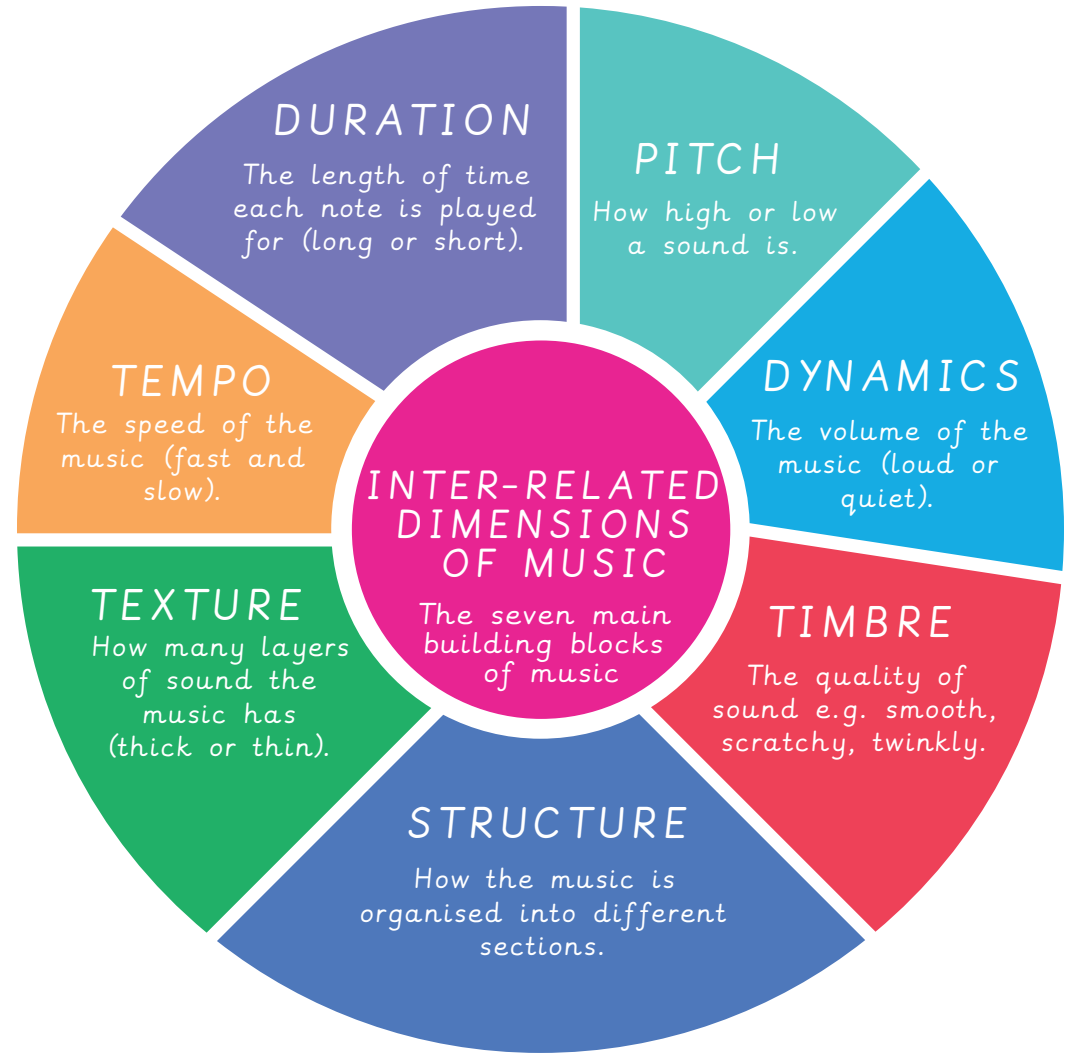 DURATION
The length of time
each note is played
for (long or short).
PITCH
How high or low
a sound is.
DYNAMICS
The volume of the
music (loud or
quiet).
TIMBRE
The quality of
sound e.g. smooth,
scratchy, twinkly.
STRUCTURE
How the music is
organised into different
sections.
TEXTURE
How many layers
of sound the
music has
(thick or thin).
TEMPO
The speed of the
music (fast and
slow).
INTER-RELATED
DIMENSIONS
OF MUSIC
The seven main
building blocks
of music